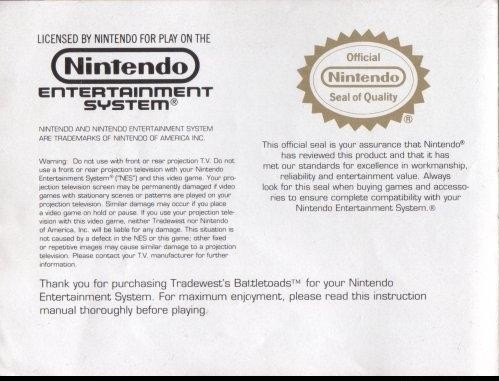 LICENSED BY NINTENDO FOR PLAY ON THE
Nintendo
ENTERTAINMENT
SYSTEM®
NINTENDO AND NINTENDO ENTERTAINMENT SYSTEM
ARE TRADEMARKS OF NINTENDO OF AMERICA INC.
Warning: Do not use with front or rear projection T.V. Do not
use a front or rear projection television with your Nintendo
Entertainment System® ("NES") and this video game. Your pro-
jection television screen may be permanently damaged if video
games with stationary scenes or patterns are played on your
projection television. Similar damage may occur if you place
a video game on hold or pause. If you use your projection tele-
vision with this video game, neither Tradewest nor Nintendo
of America, Inc. will be liable for any damage. This situation is
not caused by a defect in the NES or this game; other fixed
or repetitive images may cause similar damage to a projection
television. Please contact your T.V. manufacturer for further
information.
Official
Nintendo
Seal of Quality
®
This official seal is your assurance that Nintendo®
has reviewed this product and that it has
met our standards for excellence in workmanship,
reliability and entertainment value. Always
look for this seal when buying games and accesso-
ries to ensure complete compatibility with your
Nintendo Entertainment System.®
Thank you for purchasing Tradewest's Battletoads™ for your Nintendo
Entertainment System. For maximum enjoyment, please read this instruction
manual thoroughly before playing.